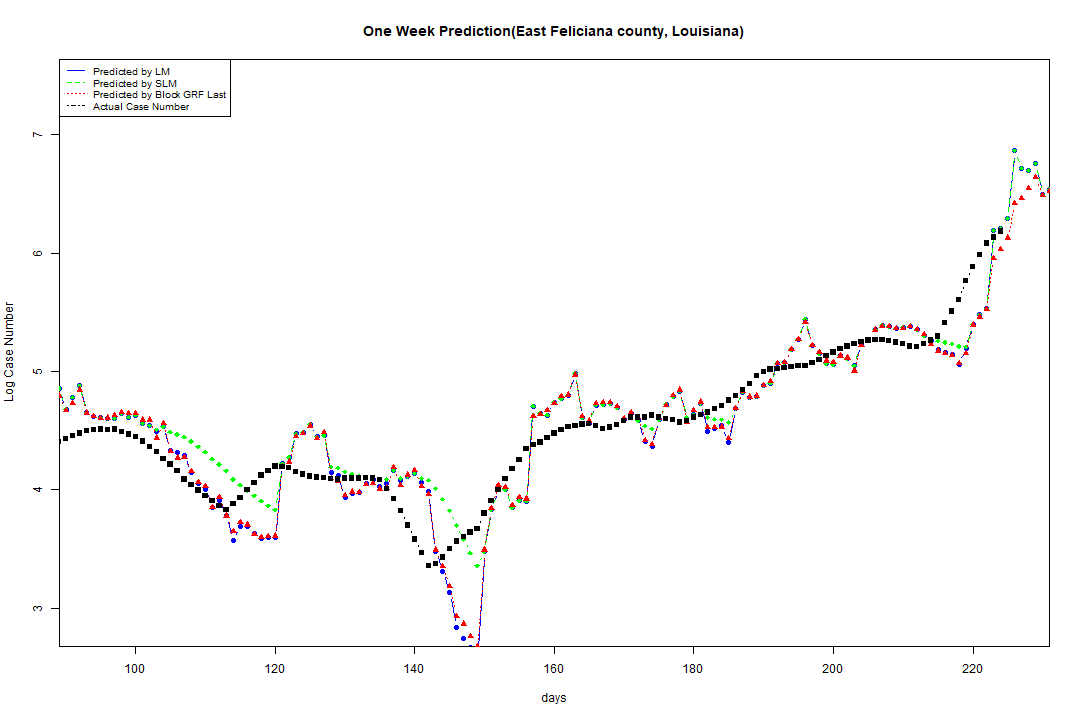 One Week Prediction(East Feliciana county, Louisiana)
Predicted by LM
Predicted by SLM
Predicted by Block GRF Last
Actual Case Number
7
6
5
4
3
Log Case Number
100 120 140 160 180 200 220
days